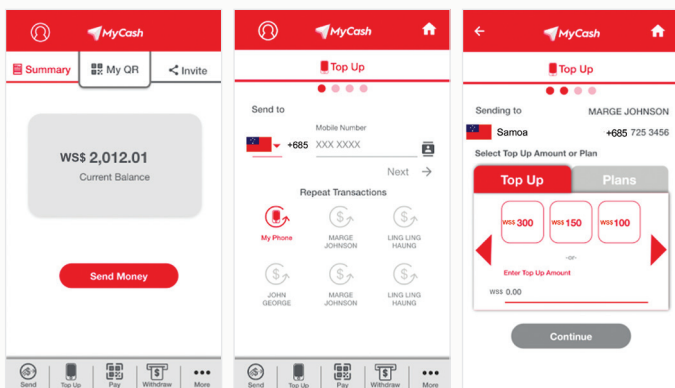 MyCash
Summary
My QR
Invite
WS$ 2,012.01
Current Balance
Send Money
Send
Top Up
Pay
Withdraw
More
MyCash
Top Up
Send to
Mobile Number
+685 XXX XXXX
Next
Repeat Transactions
My Phone
MARGE
JOHNSON
LING LING
HAUNG
JOHN
GEORGE
MARGE
JOHNSON
LING LING
HAUNG
Send
Top Up
Pay
Withdraw
More
MyCash
Top Up
Sending to
MARGE JOHNSON
Samoa
+685 725 3456
Select Top Up Amount or Plan
Top Up
Plans
WS$ 300
WS$ 150
WS$ 100
-or-
Enter Top Up Amount
WS$ 0.00
Continue